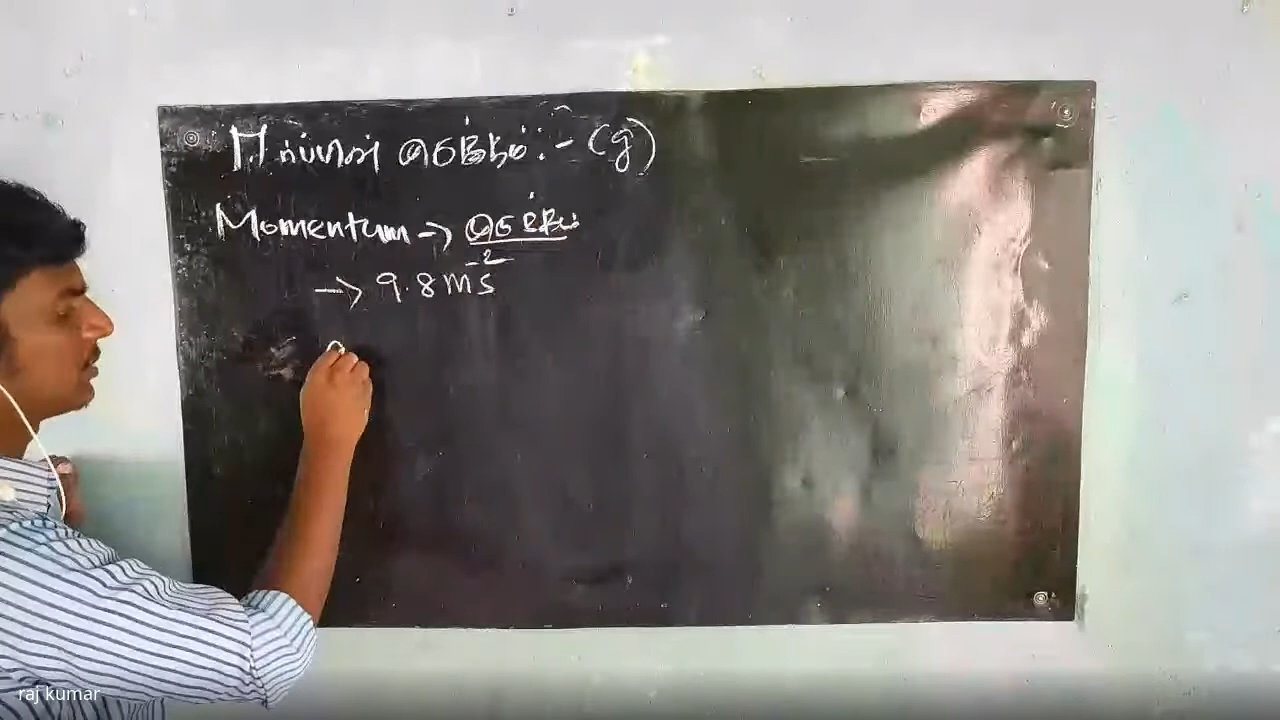 புவியின் முடுக்கம் :- (g)
Momentum → முடுக்கம்
→ 9.8 ms⁻²
raj kumar